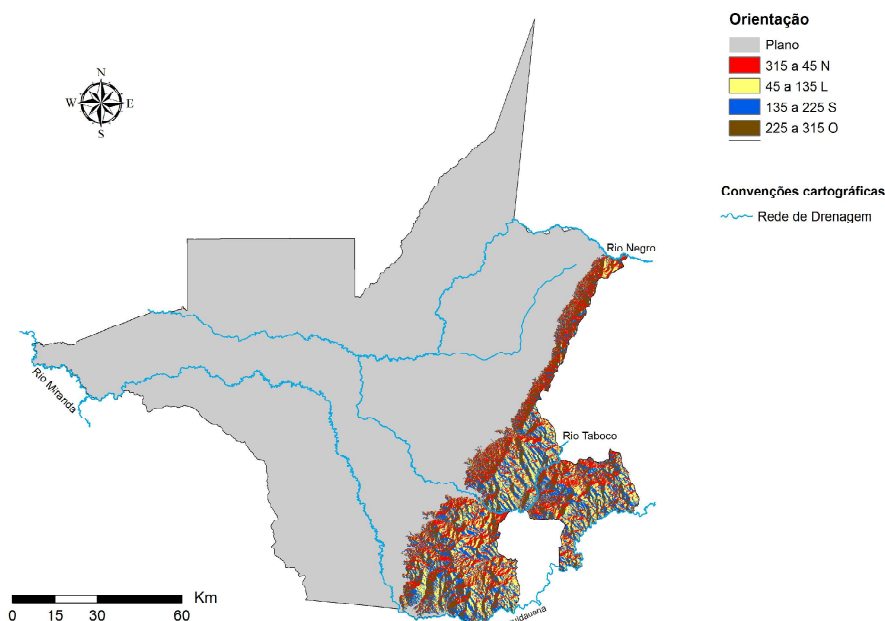 Orientação
Plano
315 a 45 N
45 a 135 L
135 a 225 S
225 a 315 O
Convenções cartográficas
Rede de Drenagem
N
W E
S
Rio Negro
Rio Miranda
Rio Taboco
Km
0 15 30 60